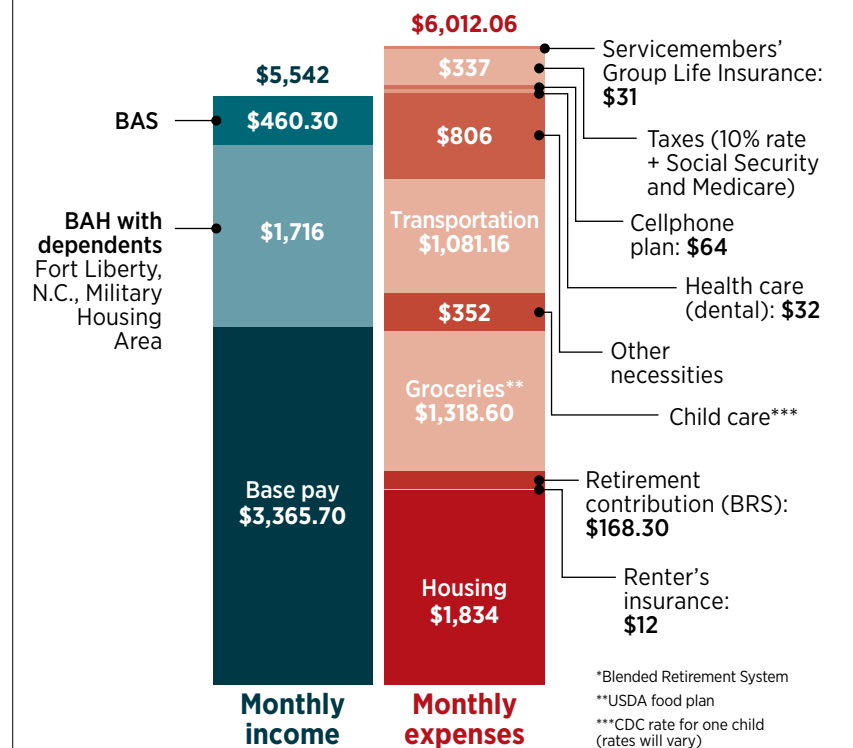 $6,012.06
$5,542
BAS
$460.30
BAH with
dependents
Fort Liberty,
N.C., Military
Housing
Area
$1,716
Base pay
$3,365.70
Monthly
income
$337
$806
Transportation
$1,081.16
$352
Groceries**
$1,318.60
Housing
$1,834
Monthly
expenses
Servicemembers’
Group Life Insurance:
$31
Taxes (10% rate
+ Social Security
and Medicare)
Cellphone
plan: $64
Health care
(dental): $32
Other
necessities
Child care***
Retirement
contribution (BRS):
$168.30
Renter’s
insurance:
$12
*Blended Retirement System
**USDA food plan
***CDC rate for one child
(rates will vary)